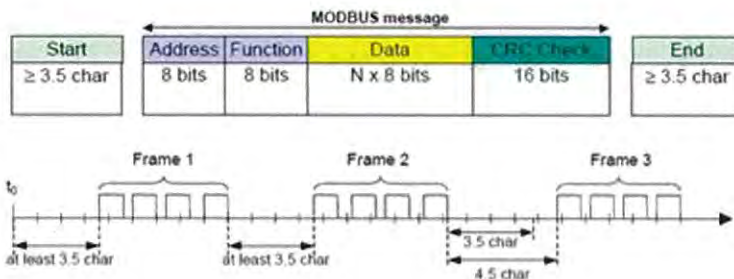 MODBUS message
Start Address Function Data CRC Check End
≥ 3.5 char 8 bits 8 bits N x 8 bits 16 bits ≥ 3.5 char
Frame 1 Frame 2 Frame 3
t₀
at least 3.5 char at least 3.5 char 3.5 char
4.5 char